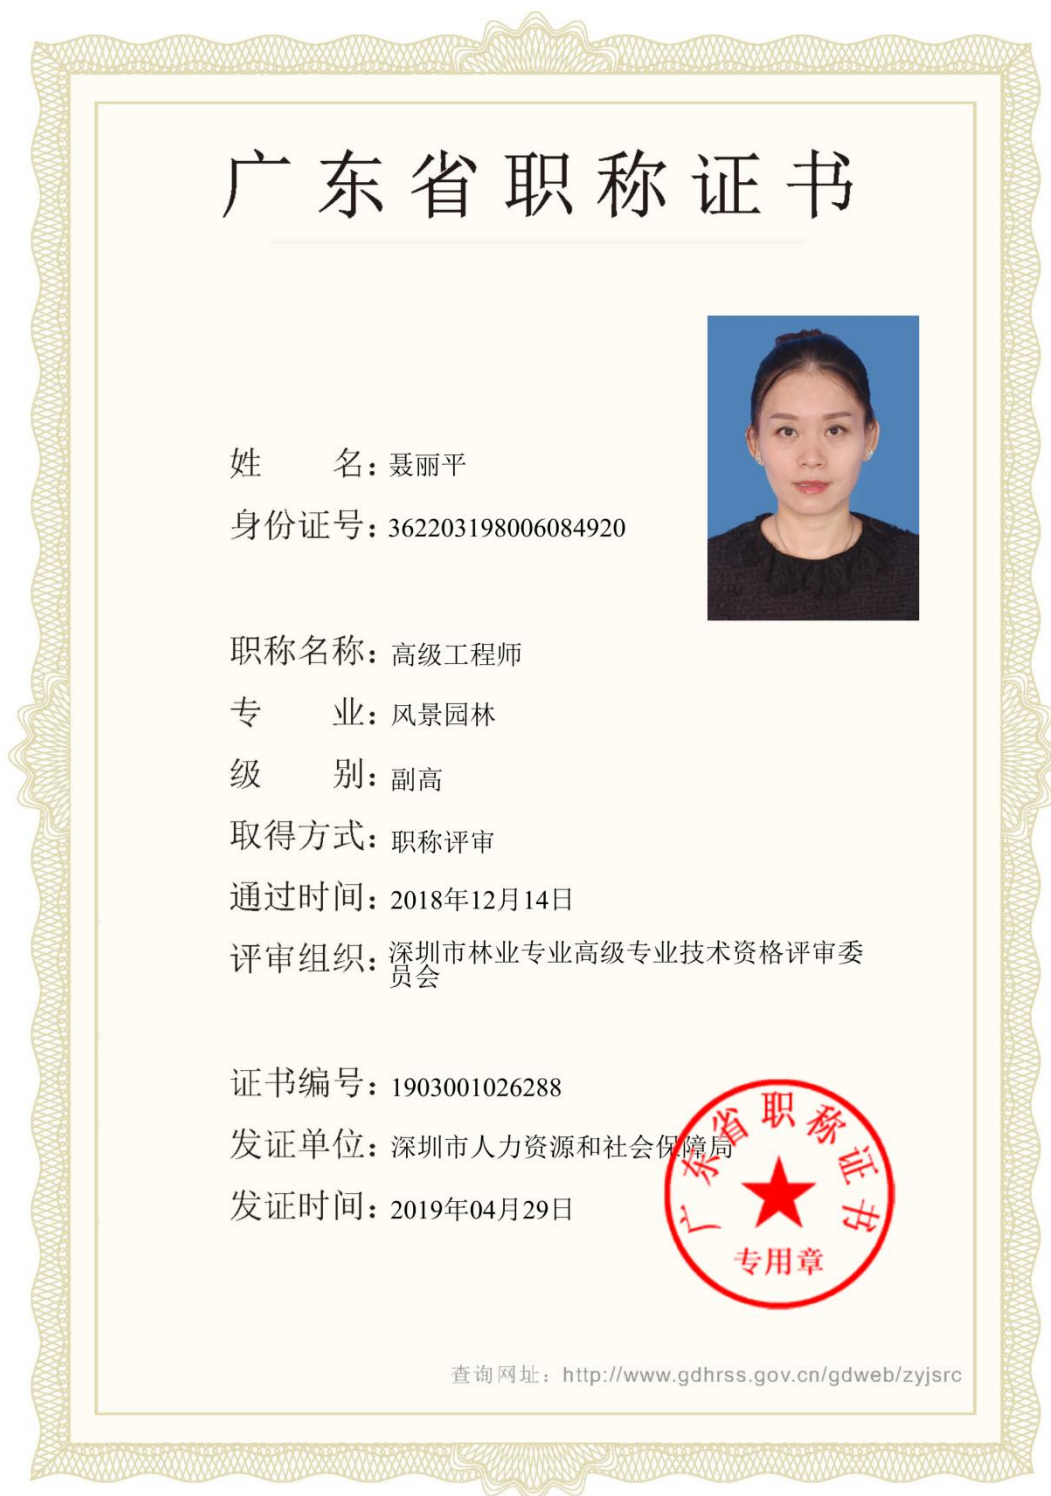 广东省职称证书
姓 名：聂丽平
身份证号：362203198006084920
职称名称：高级工程师
专 业：风景园林
级 别：副高
取得方式：职称评审
通过时间：2018年12月14日
评审组织：深圳市林业专业高级专业技术资格评审委
员会
证书编号：1903001026288
发证单位：深圳市人力资源和社会保障局
发证时间：2019年04月29日
广东省职称证书
专用章
查询网址：http://www.gdhrss.gov.cn/gdweb/zyjsrc